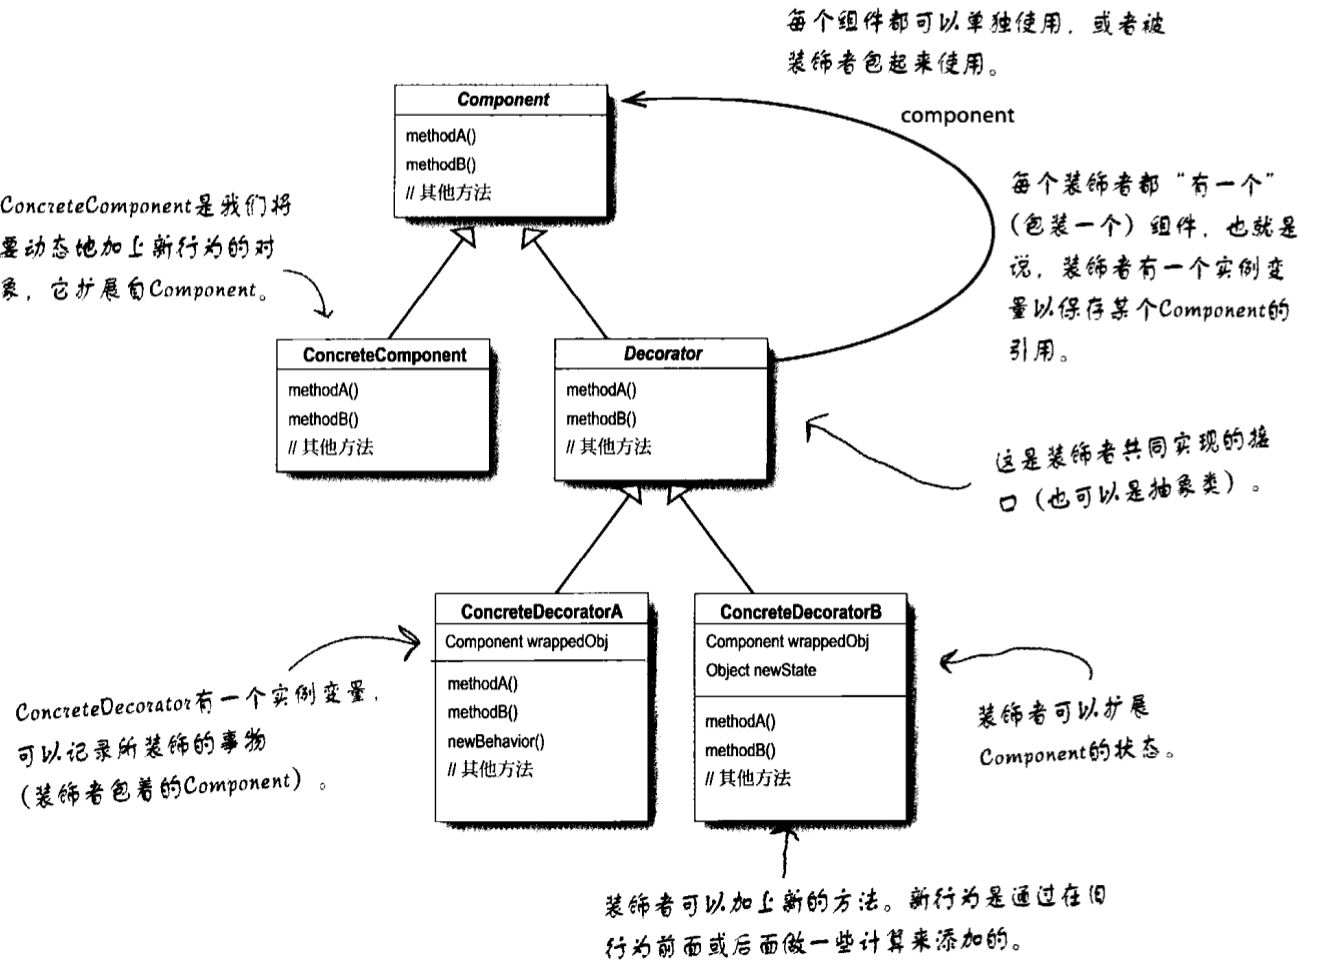 每个组件都可以单独使用，或者被
装饰者包起来使用。
Component
methodA()
methodB()
// 其他方法
component
ConcreteComponent是我们将
要动态地加上新行为的对
象，它扩展自Component。
每个装饰者都“有一个”
（包装一个）组件，也就是
说，装饰者有一个实例变
量以保存某个Component的
引用。
ConcreteComponent
methodA()
methodB()
// 其他方法
Decorator
methodA()
methodB()
// 其他方法
这是装饰者共同实现的接
口（也可以是抽象类）。
ConcreteDecoratorA
Component wrappedObj
methodA()
methodB()
newBehavior()
// 其他方法
ConcreteDecoratorB
Component wrappedObj
Object newState
methodA()
methodB()
// 其他方法
ConcreteDecorator有一个实例变量，
可以记录所装饰的事物
（装饰者包着的Component）。
装饰者可以扩展
Component的状态。
装饰者可以加上新的方法。新行为是通过在旧
行为前面或后面做一些计算来添加的。